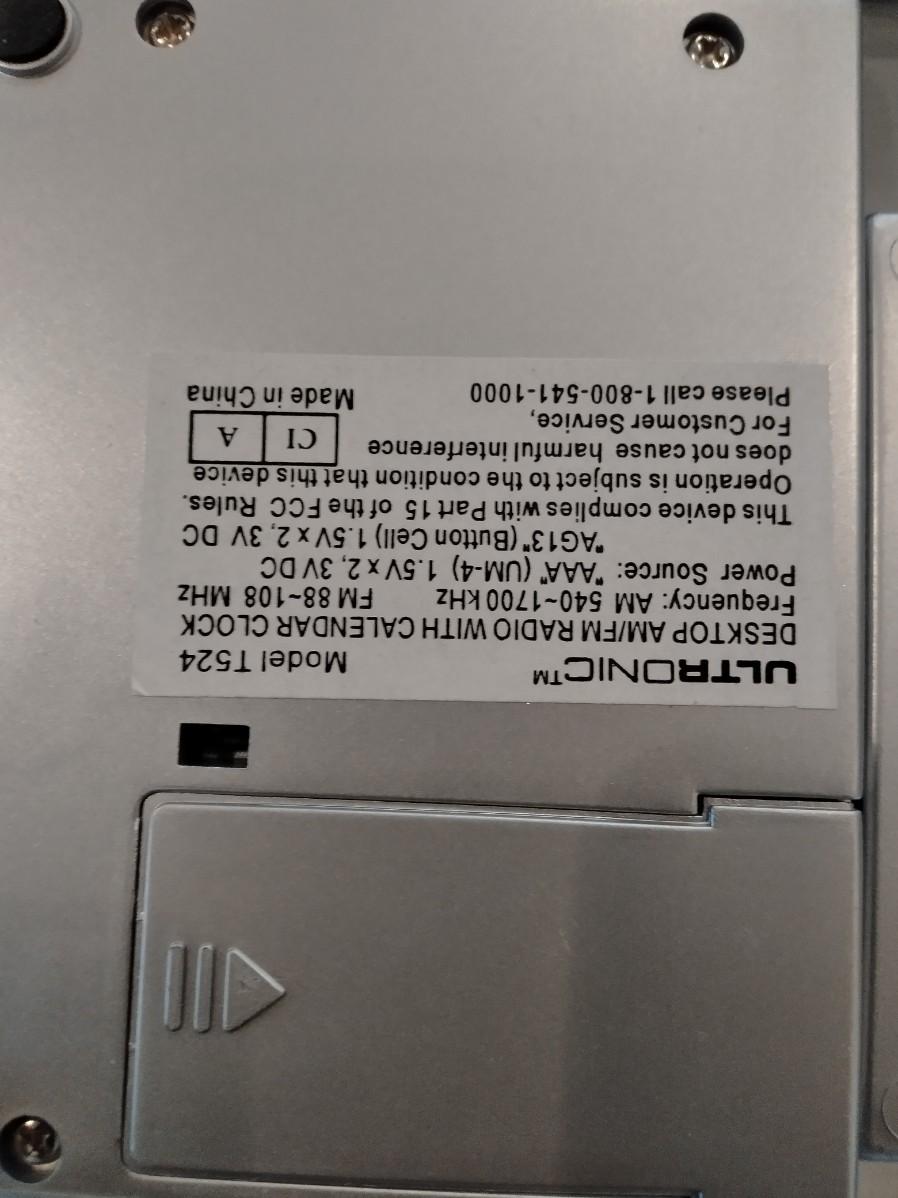 ULTRONIC™ Model T524
DESKTOP AM/FM RADIO WITH CALENDAR CLOCK
Frequency: AM 540~1700 kHz FM 88~108 MHz
Power Source: "AAA" (UM-4) 1.5V x 2, 3V DC
"AG13" (Button Cell) 1.5V x 2, 3V DC
This device complies with Part 15 of the FCC Rules.
Operation is subject to the condition that this device
does not cause harmful interference
For Customer Service,
Please call 1-800-541-1000
CI A
Made in China